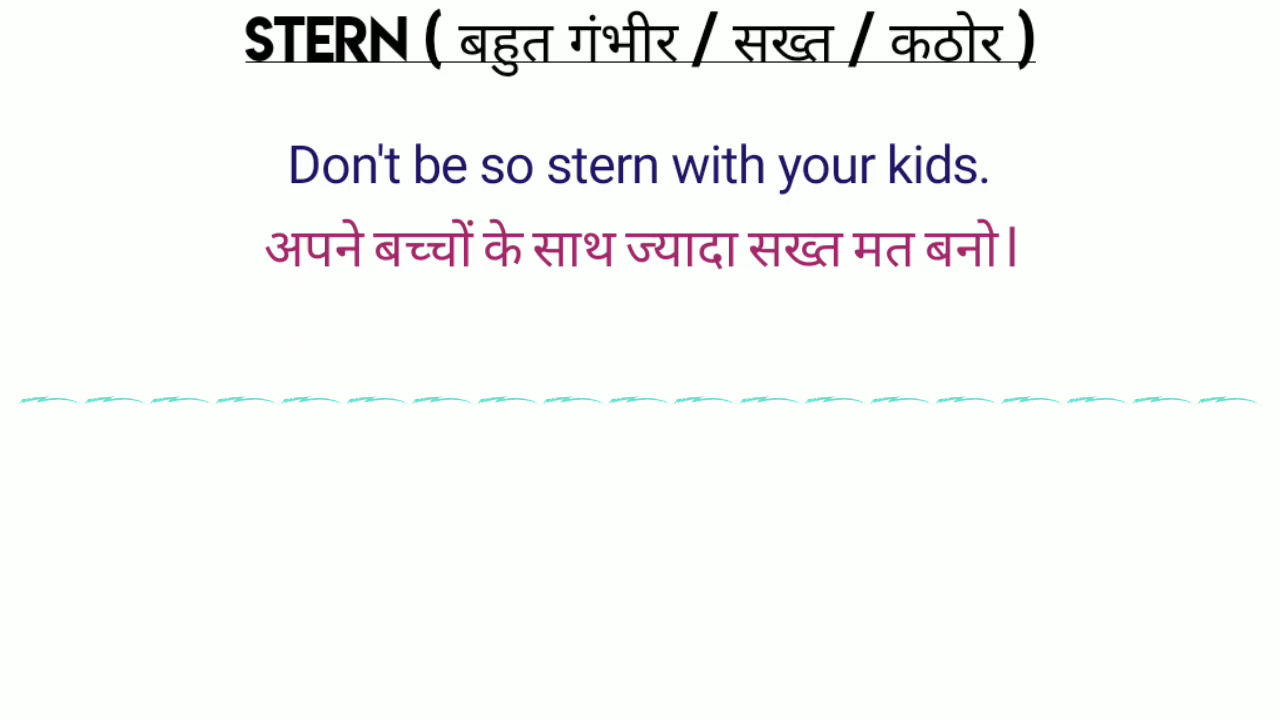 STERN ( बहुत गंभीर / सख्त / कठोर )
Don't be so stern with your kids.
अपने बच्चों के साथ ज्यादा सख्त मत बनो।